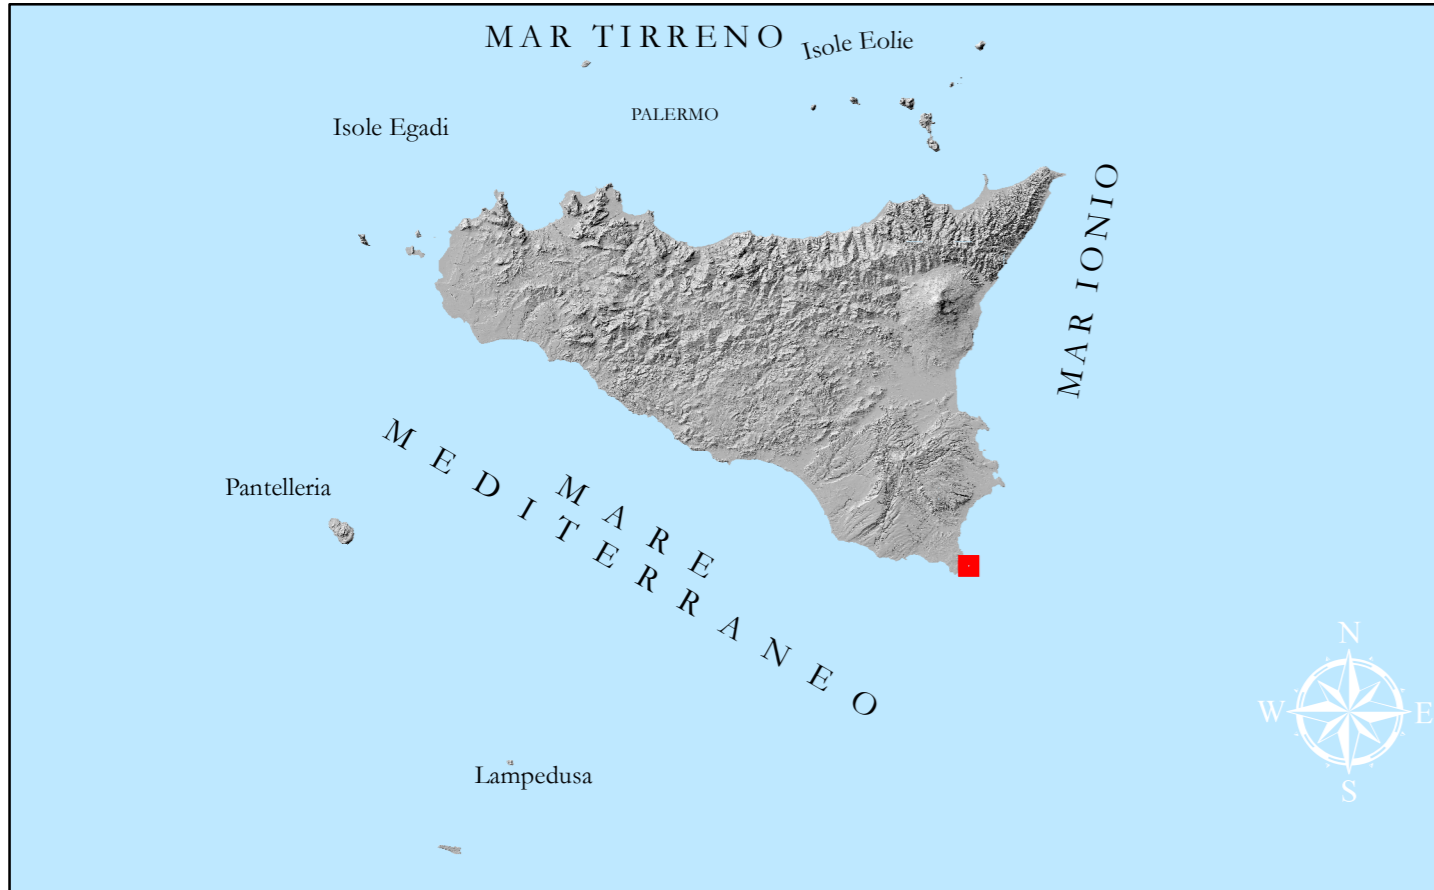 MAR TIRRENO
Isole Eolie
PALERMO
Isole Egadi
MAR IONIO
Pantelleria
MARE
MEDITERRANEO
Lampedusa
N
W
E
S